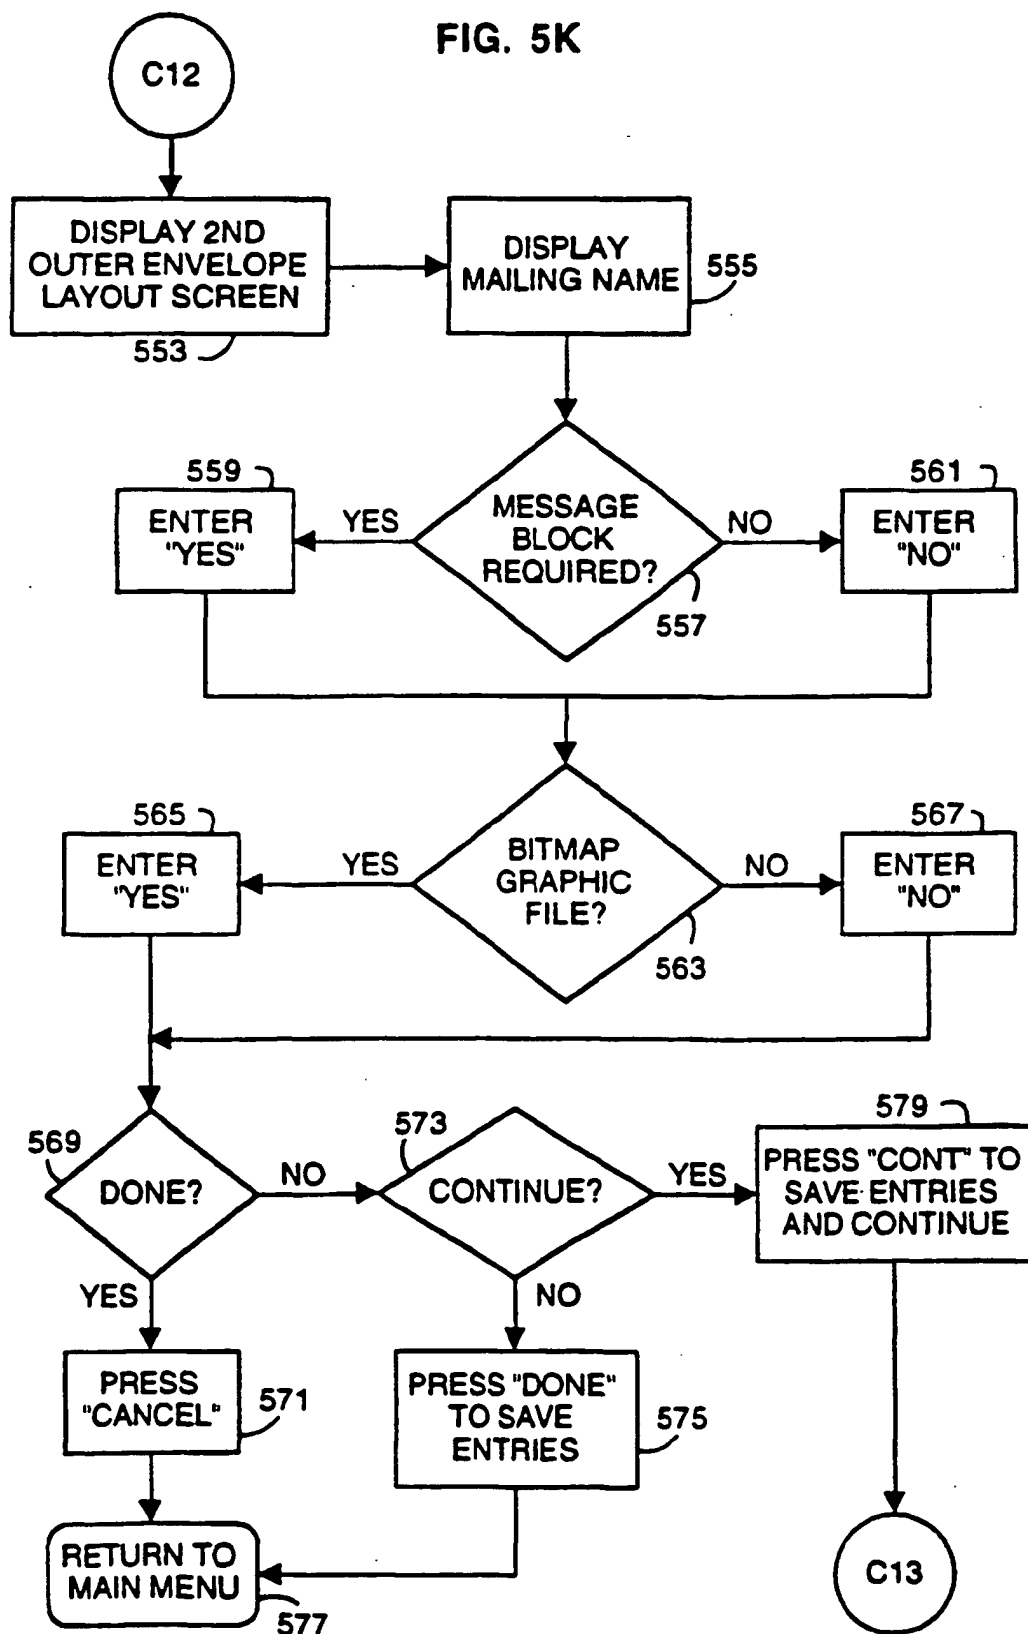 FIG. 5K
C12
DISPLAY 2ND
OUTER ENVELOPE
LAYOUT SCREEN
553
DISPLAY
MAILING NAME
555
MESSAGE
BLOCK
REQUIRED?
557
YES
NO
559
ENTER
"YES"
561
ENTER
"NO"
BITMAP
GRAPHIC
FILE?
563
YES
NO
565
ENTER
"YES"
567
ENTER
"NO"
569
DONE?
NO
YES
573
CONTINUE?
YES
NO
579
PRESS "CONT" TO
SAVE ENTRIES
AND CONTINUE
PRESS
"CANCEL"
571
PRESS "DONE"
TO SAVE
ENTRIES
575
RETURN TO
MAIN MENU
577
C13